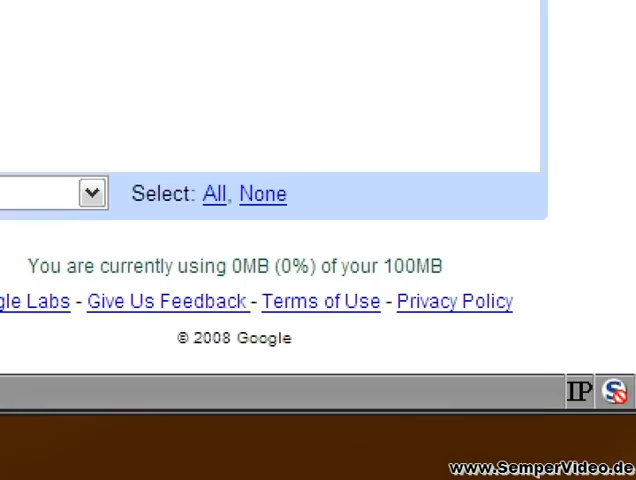 Select: All, None
You are currently using 0MB (0%) of your 100MB
gle Labs - Give Us Feedback - Terms of Use - Privacy Policy
© 2008 Google
IP
S
www.SemperVideo.de